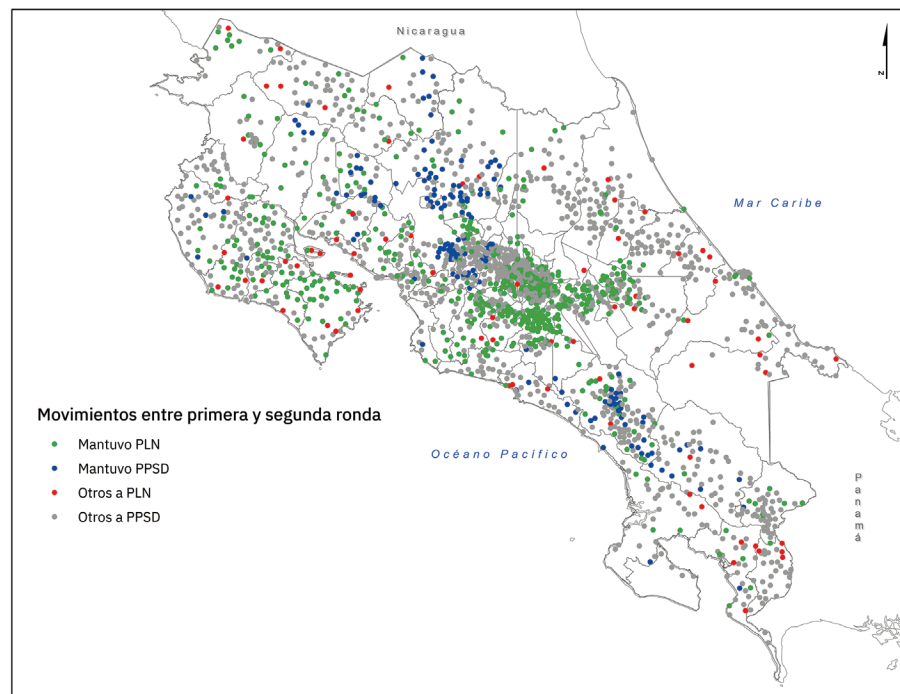 Nicaragua
N
Mar Caribe
Movimientos entre primera y segunda ronda
Mantuvo PLN
Mantuvo PPSD
Otros a PLN
Otros a PPSD
Océano Pacífico
Panamá